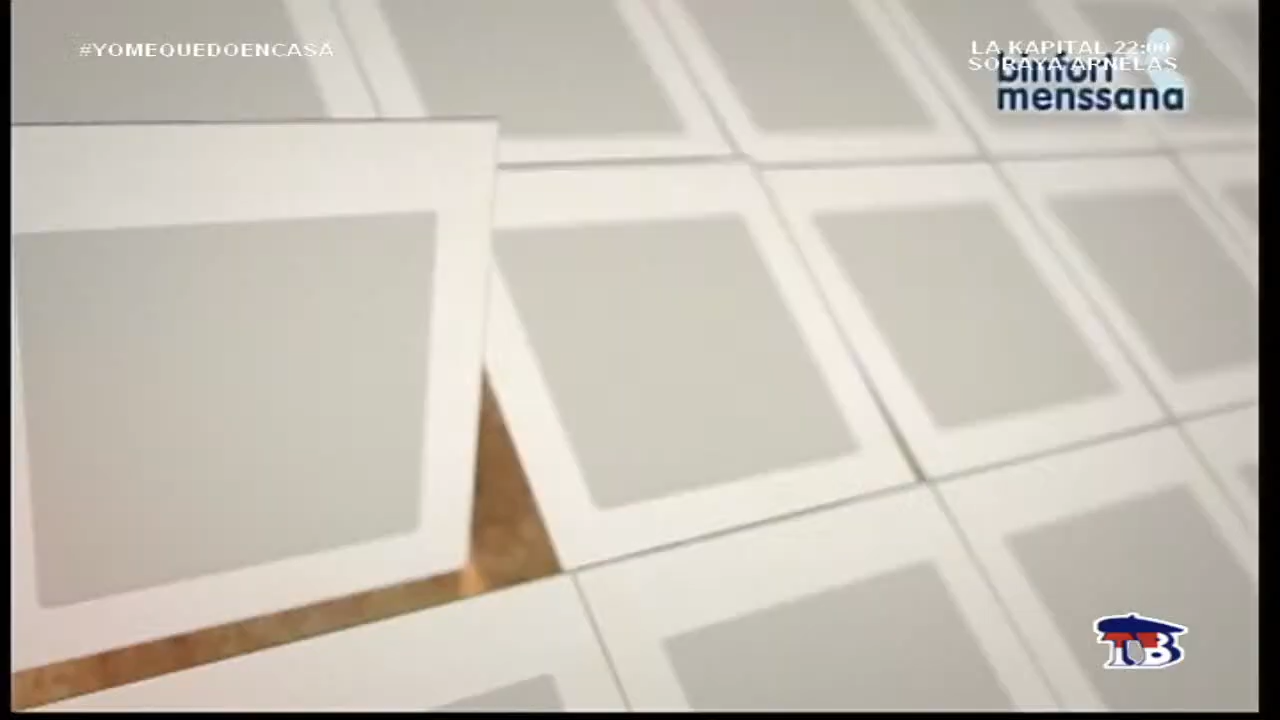 #YOMEQUEDOENCASA
LA KAPITAL 22:00
SORAYA ARNELAS
menssana
TB